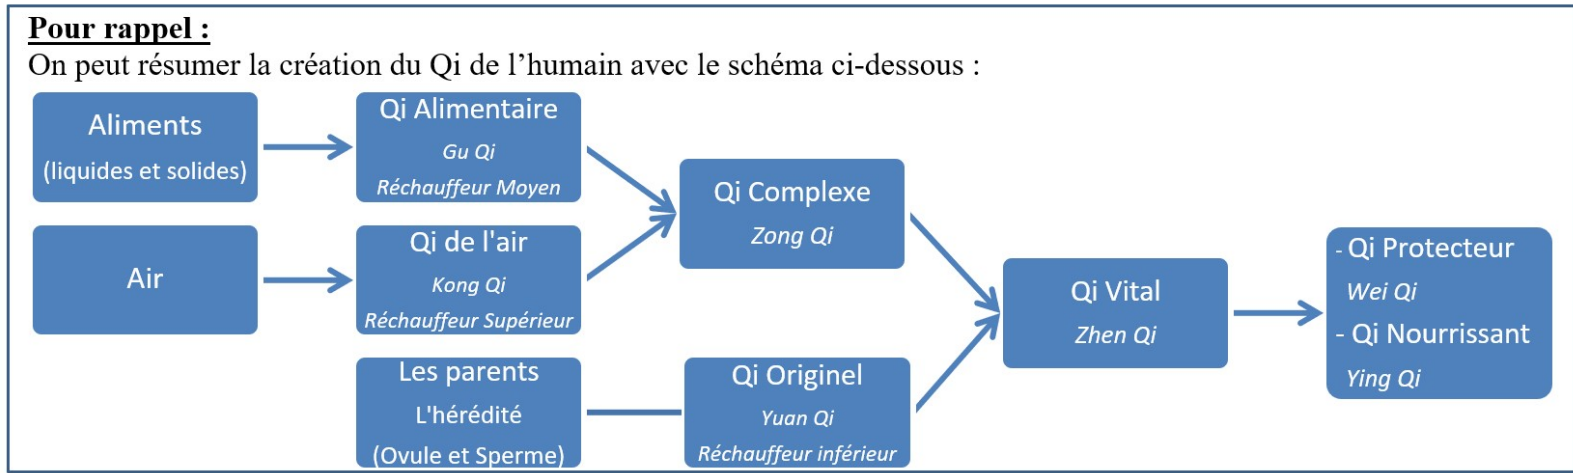 Pour rappel :
On peut résumer la création du Qi de l’humain avec le schéma ci-dessous :
Aliments
(liquides et solides)
Qi Alimentaire
Gu Qi
Réchauffeur Moyen
Air
Qi de l'air
Kong Qi
Réchauffeur Supérieur
Les parents
L'hérédité
(Ovule et Sperme)
Qi Complexe
Zong Qi
Qi Originel
Yuan Qi
Réchauffeur inférieur
Qi Vital
Zhen Qi
- Qi Protecteur
Wei Qi
- Qi Nourrissant
Ying Qi